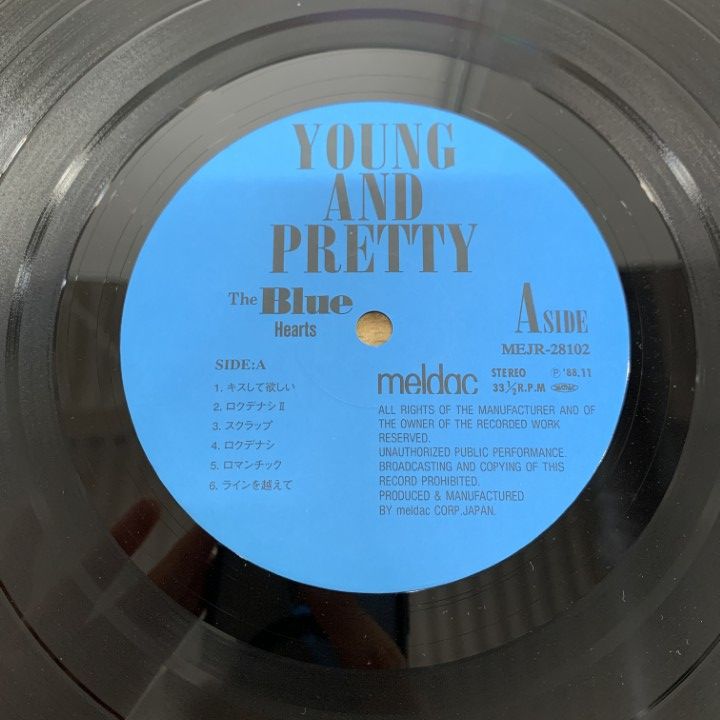 YOUNG
AND
PRETTY
The Blue
Hearts
A SIDE
MEJR-28102
SIDE:A
1. キスして欲しい
2. ロクデナシⅡ
3. スクラップ
4. ロクデナシ
5. ロマンチック
6. ラインを越えて
meldac
STEREO ℗ '88.11
33⅓R.P.M
ALL RIGHTS OF THE MANUFACTURER AND OF
THE OWNER OF THE RECORDED WORK
RESERVED.
UNAUTHORIZED PUBLIC PERFORMANCE.
BROADCASTING AND COPYING OF THIS
RECORD PROHIBITED.
PRODUCED & MANUFACTURED
BY meldac CORP.JAPAN.